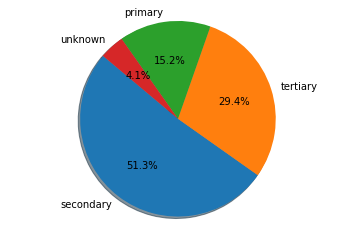 primary
unknown
15.2%
4.1%
tertiary
29.4%
51.3%
secondary